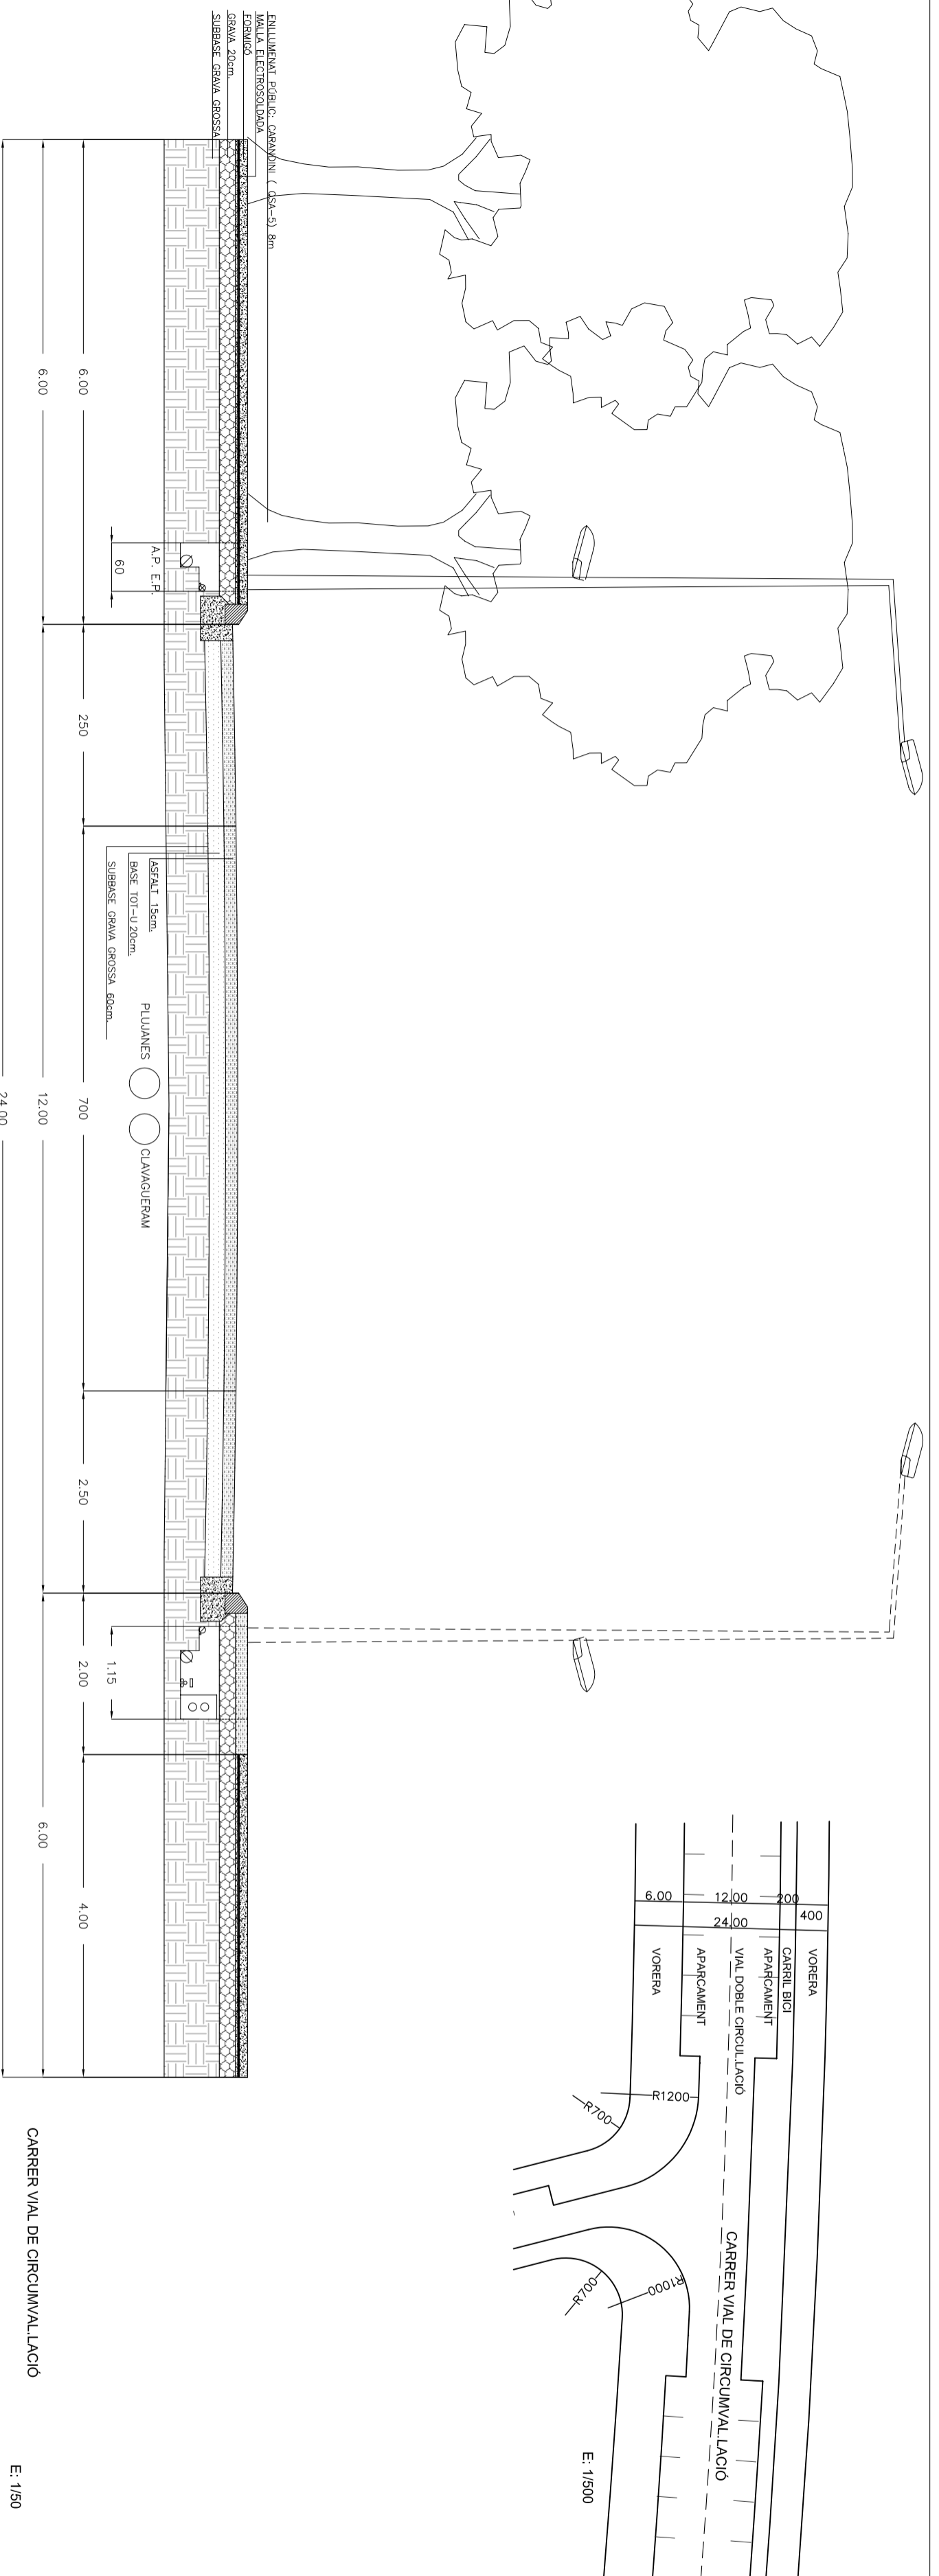 ENLLUMENAT PÚBLIC: CARANDINI ( QSA-5) 8m
MALLA ELECTROSOLDADA
FORMIGÓ
GRAVA 20cm.
SUBBASE GRAVA GROSSA
A.P. E.P.
60
6.00
250
700
2.50
2.00
4.00
1.15
6.00
12.00
6.00
24.00
ASFALT 15cm.
BASE TOT-U 20cm.
SUBBASE GRAVA GROSSA 60cm.
PLUJANES
CLAVAGUERAM
CARRER VIAL DE CIRCUMVAL.LACIÓ
E: 1/50
6.00
12.00
200
24.00
400
VORERA
CARRIL BICI
APARCAMENT
VIAL DOBLE CIRCUL.LACIÓ
APARCAMENT
VORERA
R1200
R700
R1000
R700
CARRER VIAL DE CIRCUMVAL.LACIÓ
E: 1/500